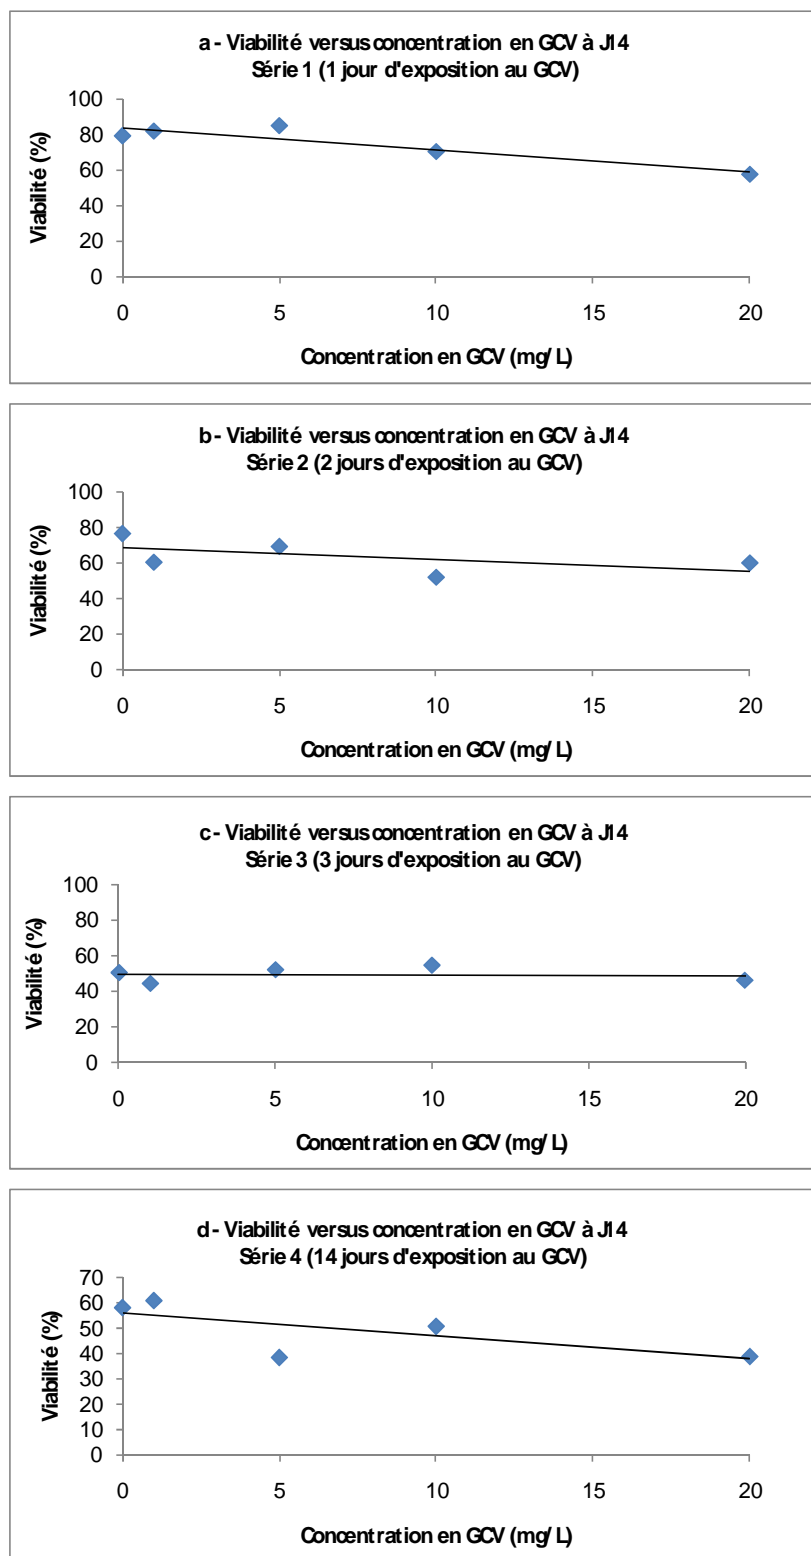 a - Viabilité versus concentration en GCV à J14
Série 1 (1 jour d'exposition au GCV)
100
80
60
40
20
0
Viabilité (%)
0 5 10 15 20
Concentration en GCV (mg/L)
b - Viabilité versus concentration en GCV à J14
Série 2 (2 jours d'exposition au GCV)
100
80
60
40
20
0
Viabilité (%)
0 5 10 15 20
Concentration en GCV (mg/L)
c - Viabilité versus concentration en GCV à J14
Série 3 (3 jours d'exposition au GCV)
100
80
60
40
20
0
Viabilité (%)
0 5 10 15 20
Concentration en GCV (mg/L)
d - Viabilité versus concentration en GCV à J14
Série 4 (14 jours d'exposition au GCV)
70
60
50
40
30
20
10
0
Viabilité (%)
0 5 10 15 20
Concentration en GCV (mg/L)